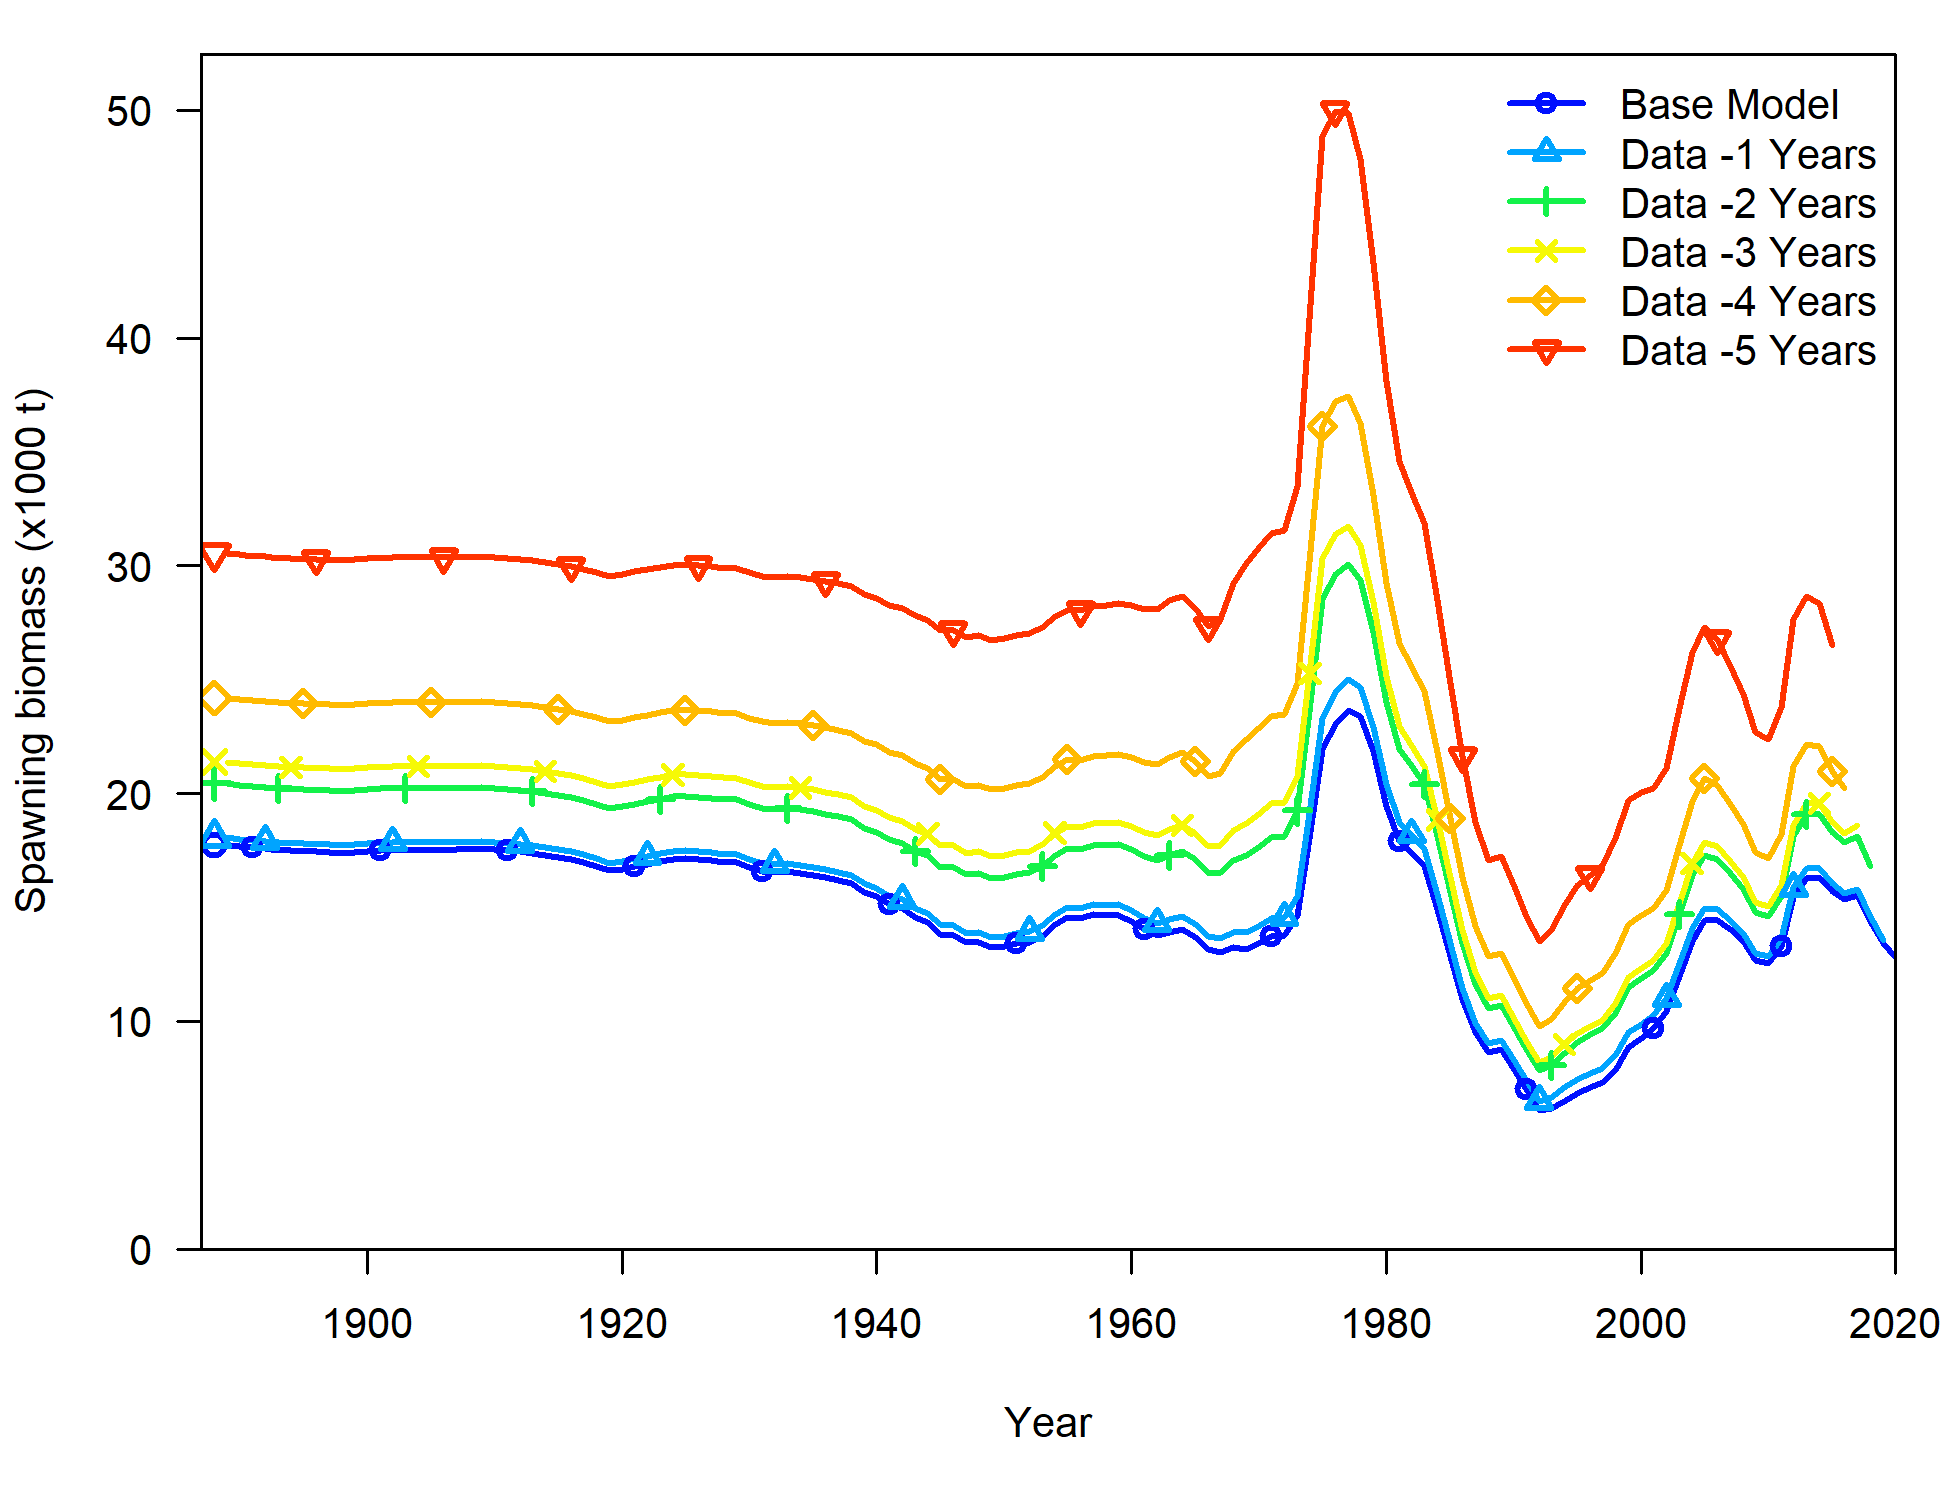 Base Model
Data -1 Years
Data -2 Years
Data -3 Years
Data -4 Years
Data -5 Years
50
40
30
20
10
0
Spawning biomass (x1000 t)
1900 1920 1940 1960 1980 2000 2020
Year